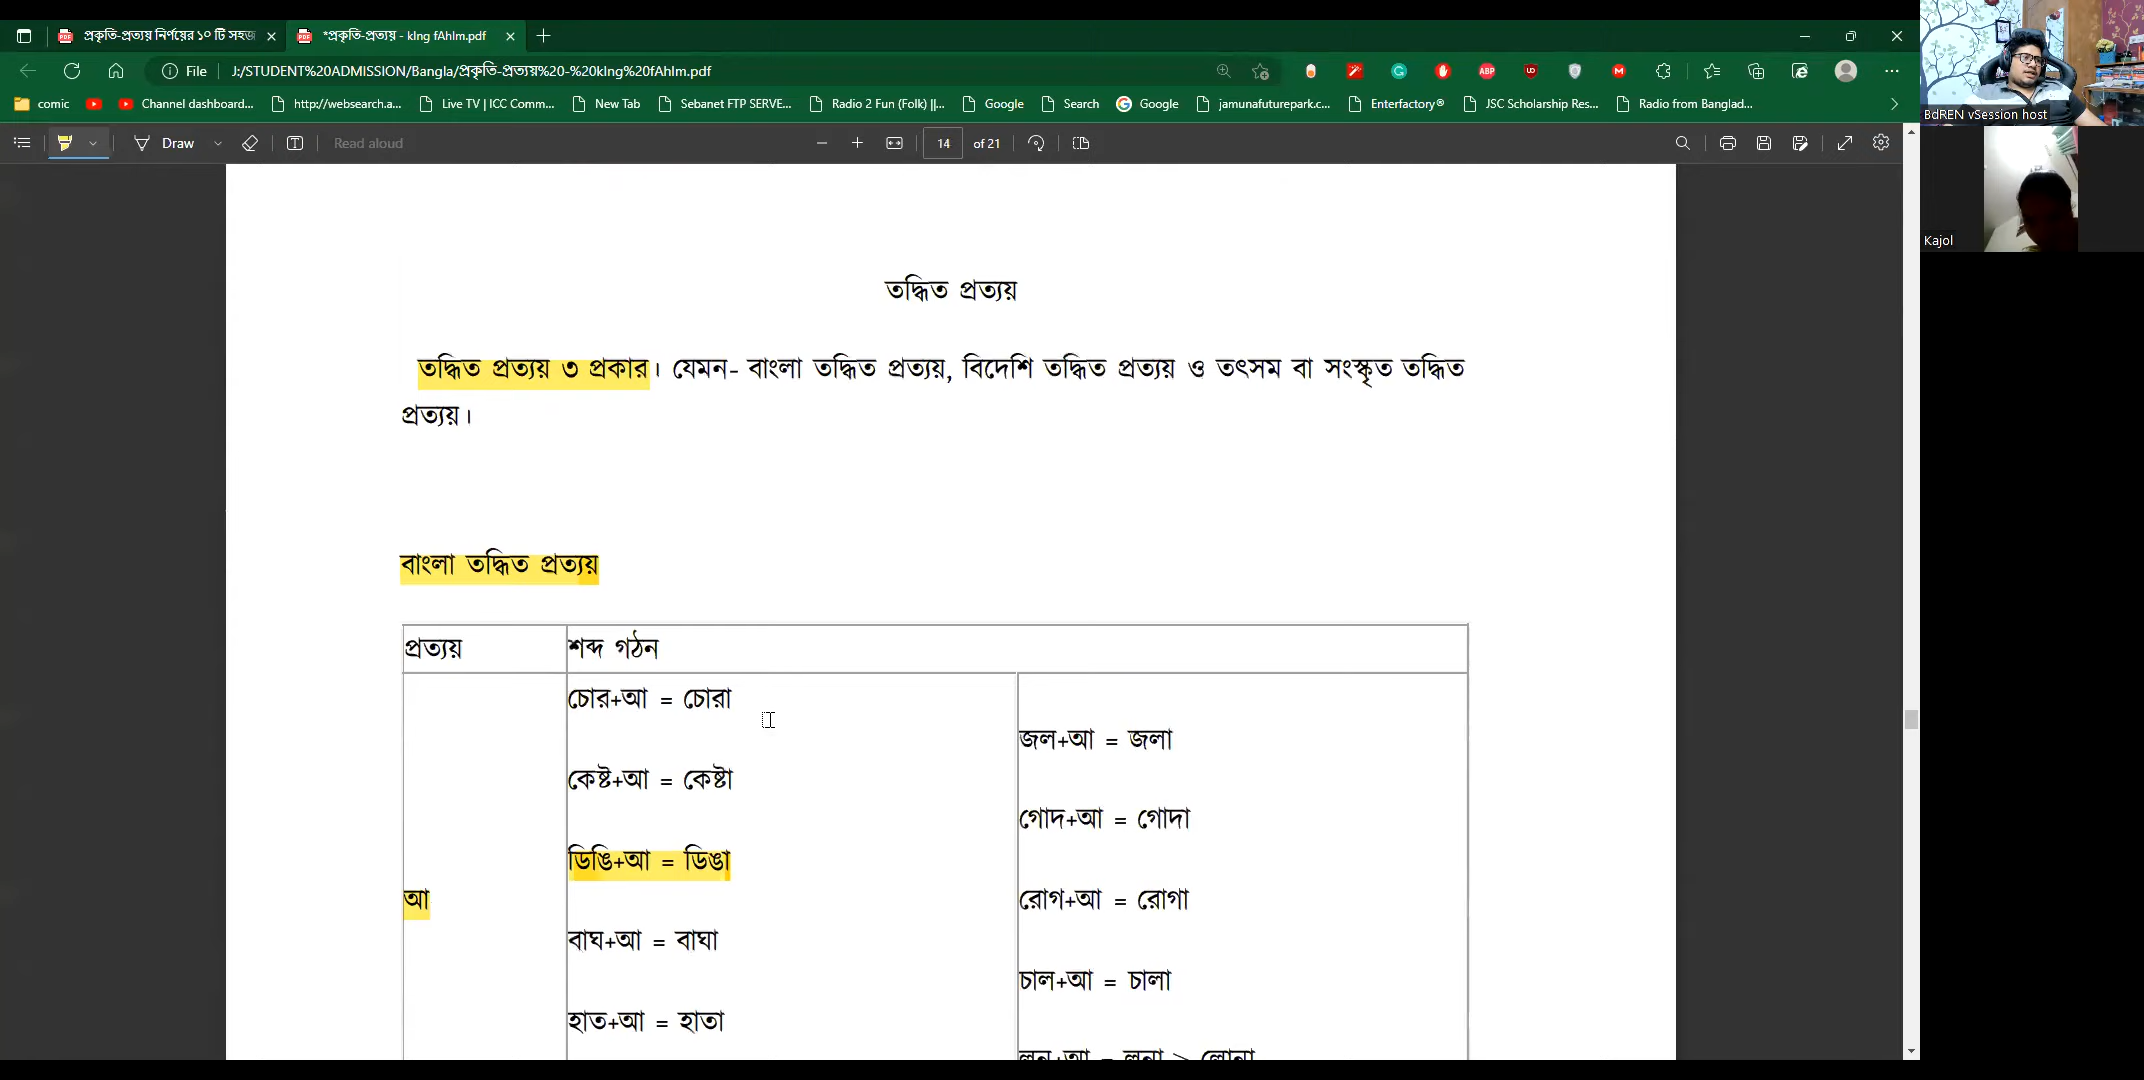 প্রকৃতি-প্রত্যয় নির্ণয়ের ১০ টি সহজ
*প্রকৃতি-প্রত্যয় - kIng fAhIm.pdf
File
J:/STUDENT%20ADMISSION/Bangla/প্রকৃতি-প্রত্যয়%20-%20kIng%20fAhIm.pdf
comic
Channel dashboard...
http://websearch.a...
Live TV | ICC Comm...
New Tab
Sebanet FTP SERVE...
Radio 2 Fun (Folk) ||...
Google
Search
Google
jamunafuturepark.c...
Enterfactory®
JSC Scholarship Res...
Radio from Banglad...
BdREN vSession host
Draw
Read aloud
14 of 21
Kajol
তদ্ধিত প্রত্যয়
তদ্ধিত প্রত্যয় ৩ প্রকার। যেমন- বাংলা তদ্ধিত প্রত্যয়, বিদেশি তদ্ধিত প্রত্যয় ও তৎসম বা সংস্কৃত তদ্ধিত
প্রত্যয়।
বাংলা তদ্ধিত প্রত্যয়
প্রত্যয়
শব্দ গঠন
আ
চোর+আ = চোরা
কেষ্ট+আ = কেষ্টা
ডিঙি+আ = ডিঙা
বাঘ+আ = বাঘা
হাত+আ = হাতা
জল+আ = জলা
গোদ+আ = গোদা
রোগ+আ = রোগা
চাল+আ = চালা
লুন+আ = লুনা > লোনা